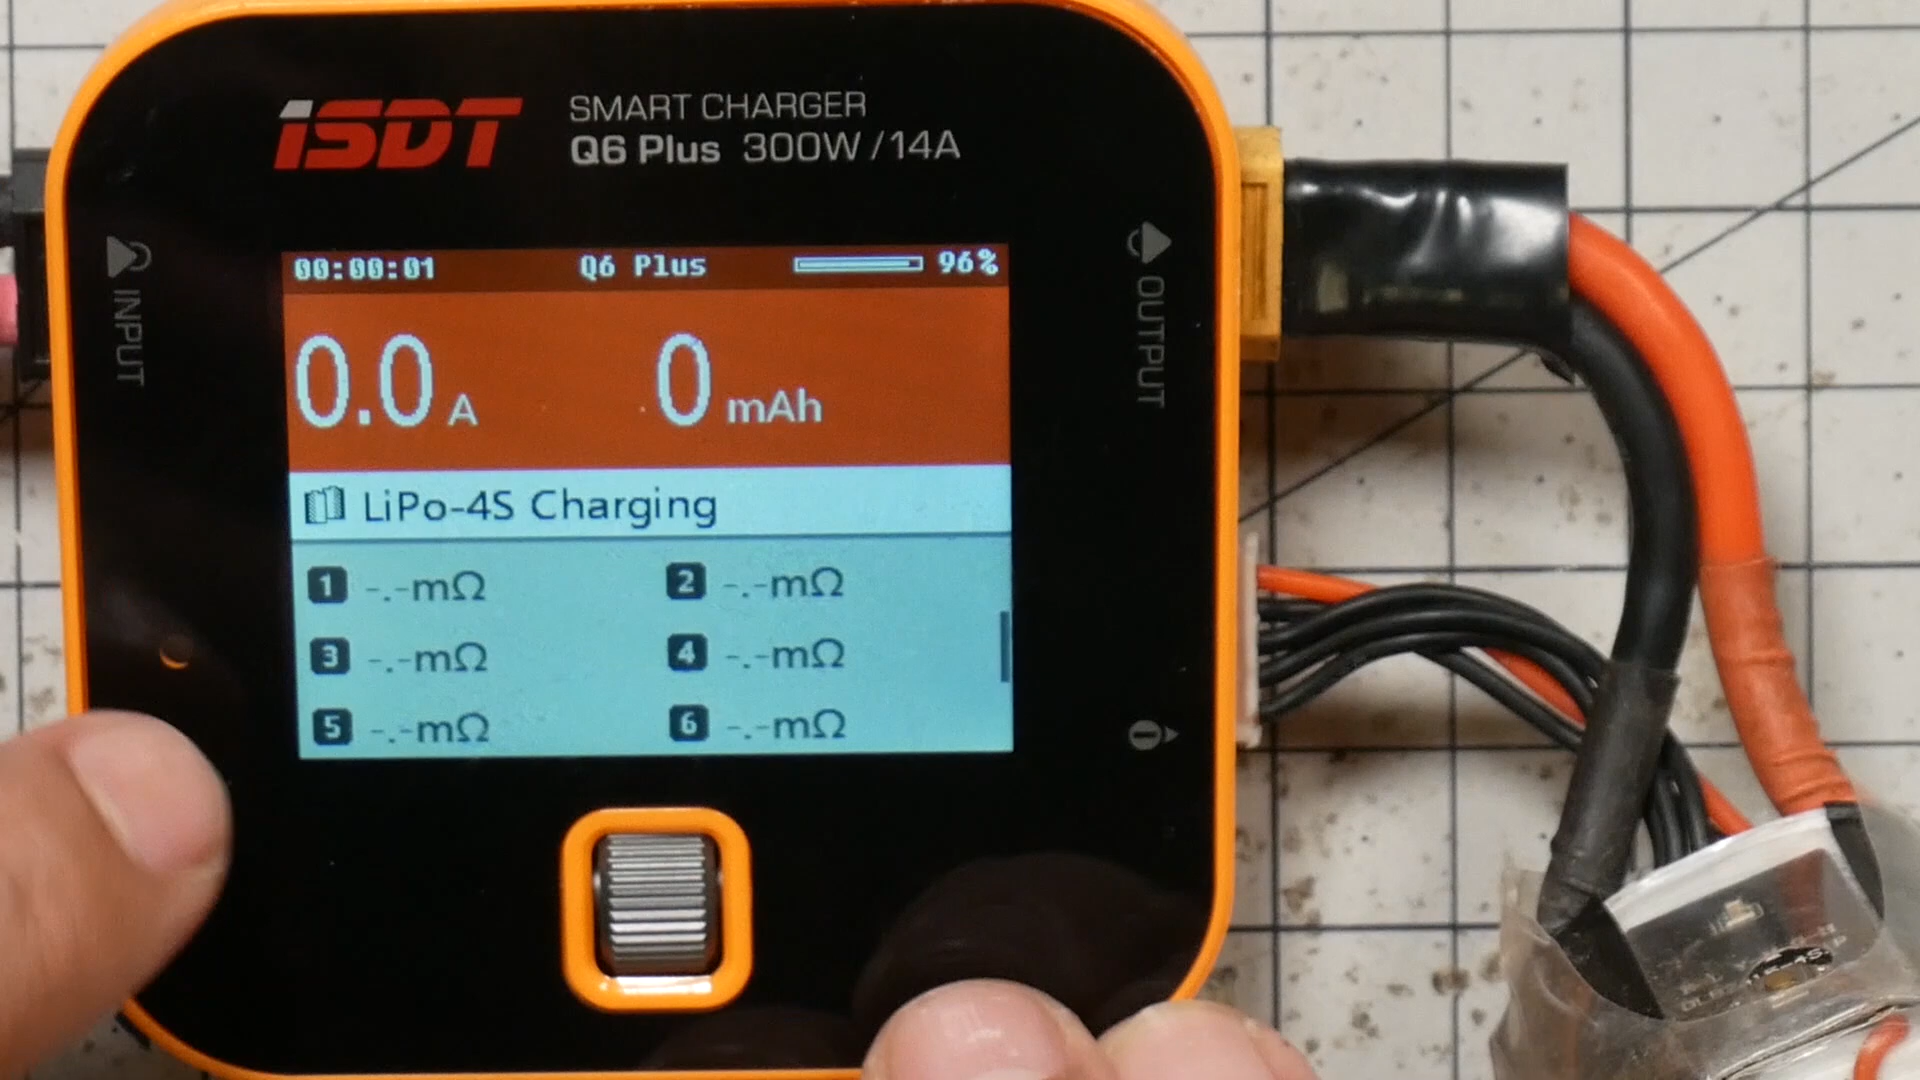 iSDT
SMART CHARGER
Q6 Plus 300W/14A
INPUT
OUTPUT
00:00:01 Q6 Plus 96%
0.0 A 0 mAh
LiPo-4S Charging
1 -.-mΩ 2 -.-mΩ
3 -.-mΩ 4 -.-mΩ
5 -.-mΩ 6 -.-mΩ